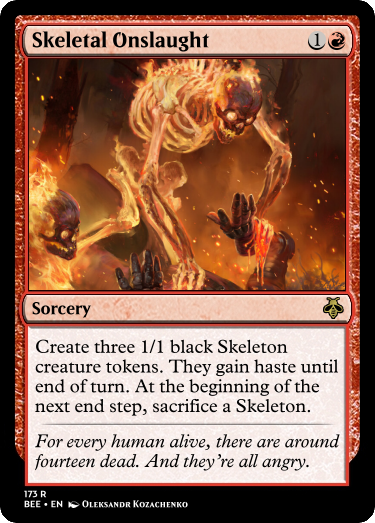 Skeletal Onslaught 1
Sorcery
Create three 1/1 black Skeleton
creature tokens. They gain haste until
end of turn. At the beginning of the
next end step, sacrifice a Skeleton.
For every human alive, there are around
fourteen dead. And they're all angry.
173 R
BEE • EN Oleksandr Kozachenko